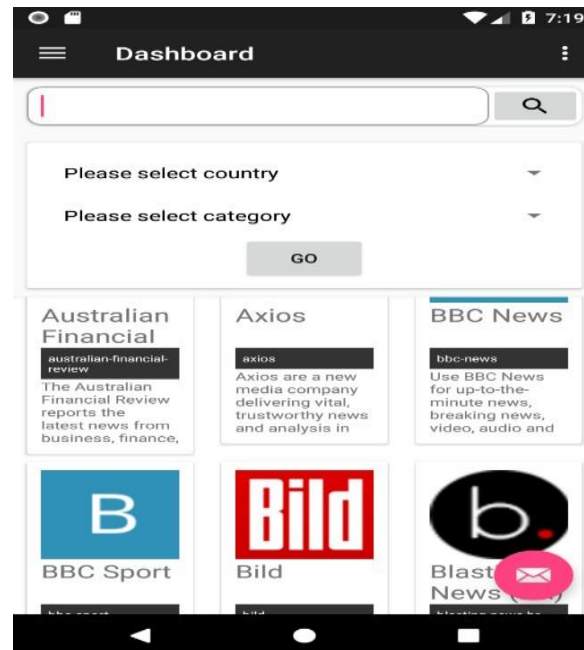 7:19
Dashboard
Please select country
Please select category
GO
Australian
Financial
australian-financial-
review
The Australian
Financial Review
reports the
latest news from
business, finance,
Axios
axios
Axios are a new
media company
delivering vital,
trustworthy news
and analysis in
BBC News
bbc-news
Use BBC News
for up-to-the-
minute news,
breaking news,
video, audio and
B
BBC Sport
Bild
Bild
b.
Blast
News